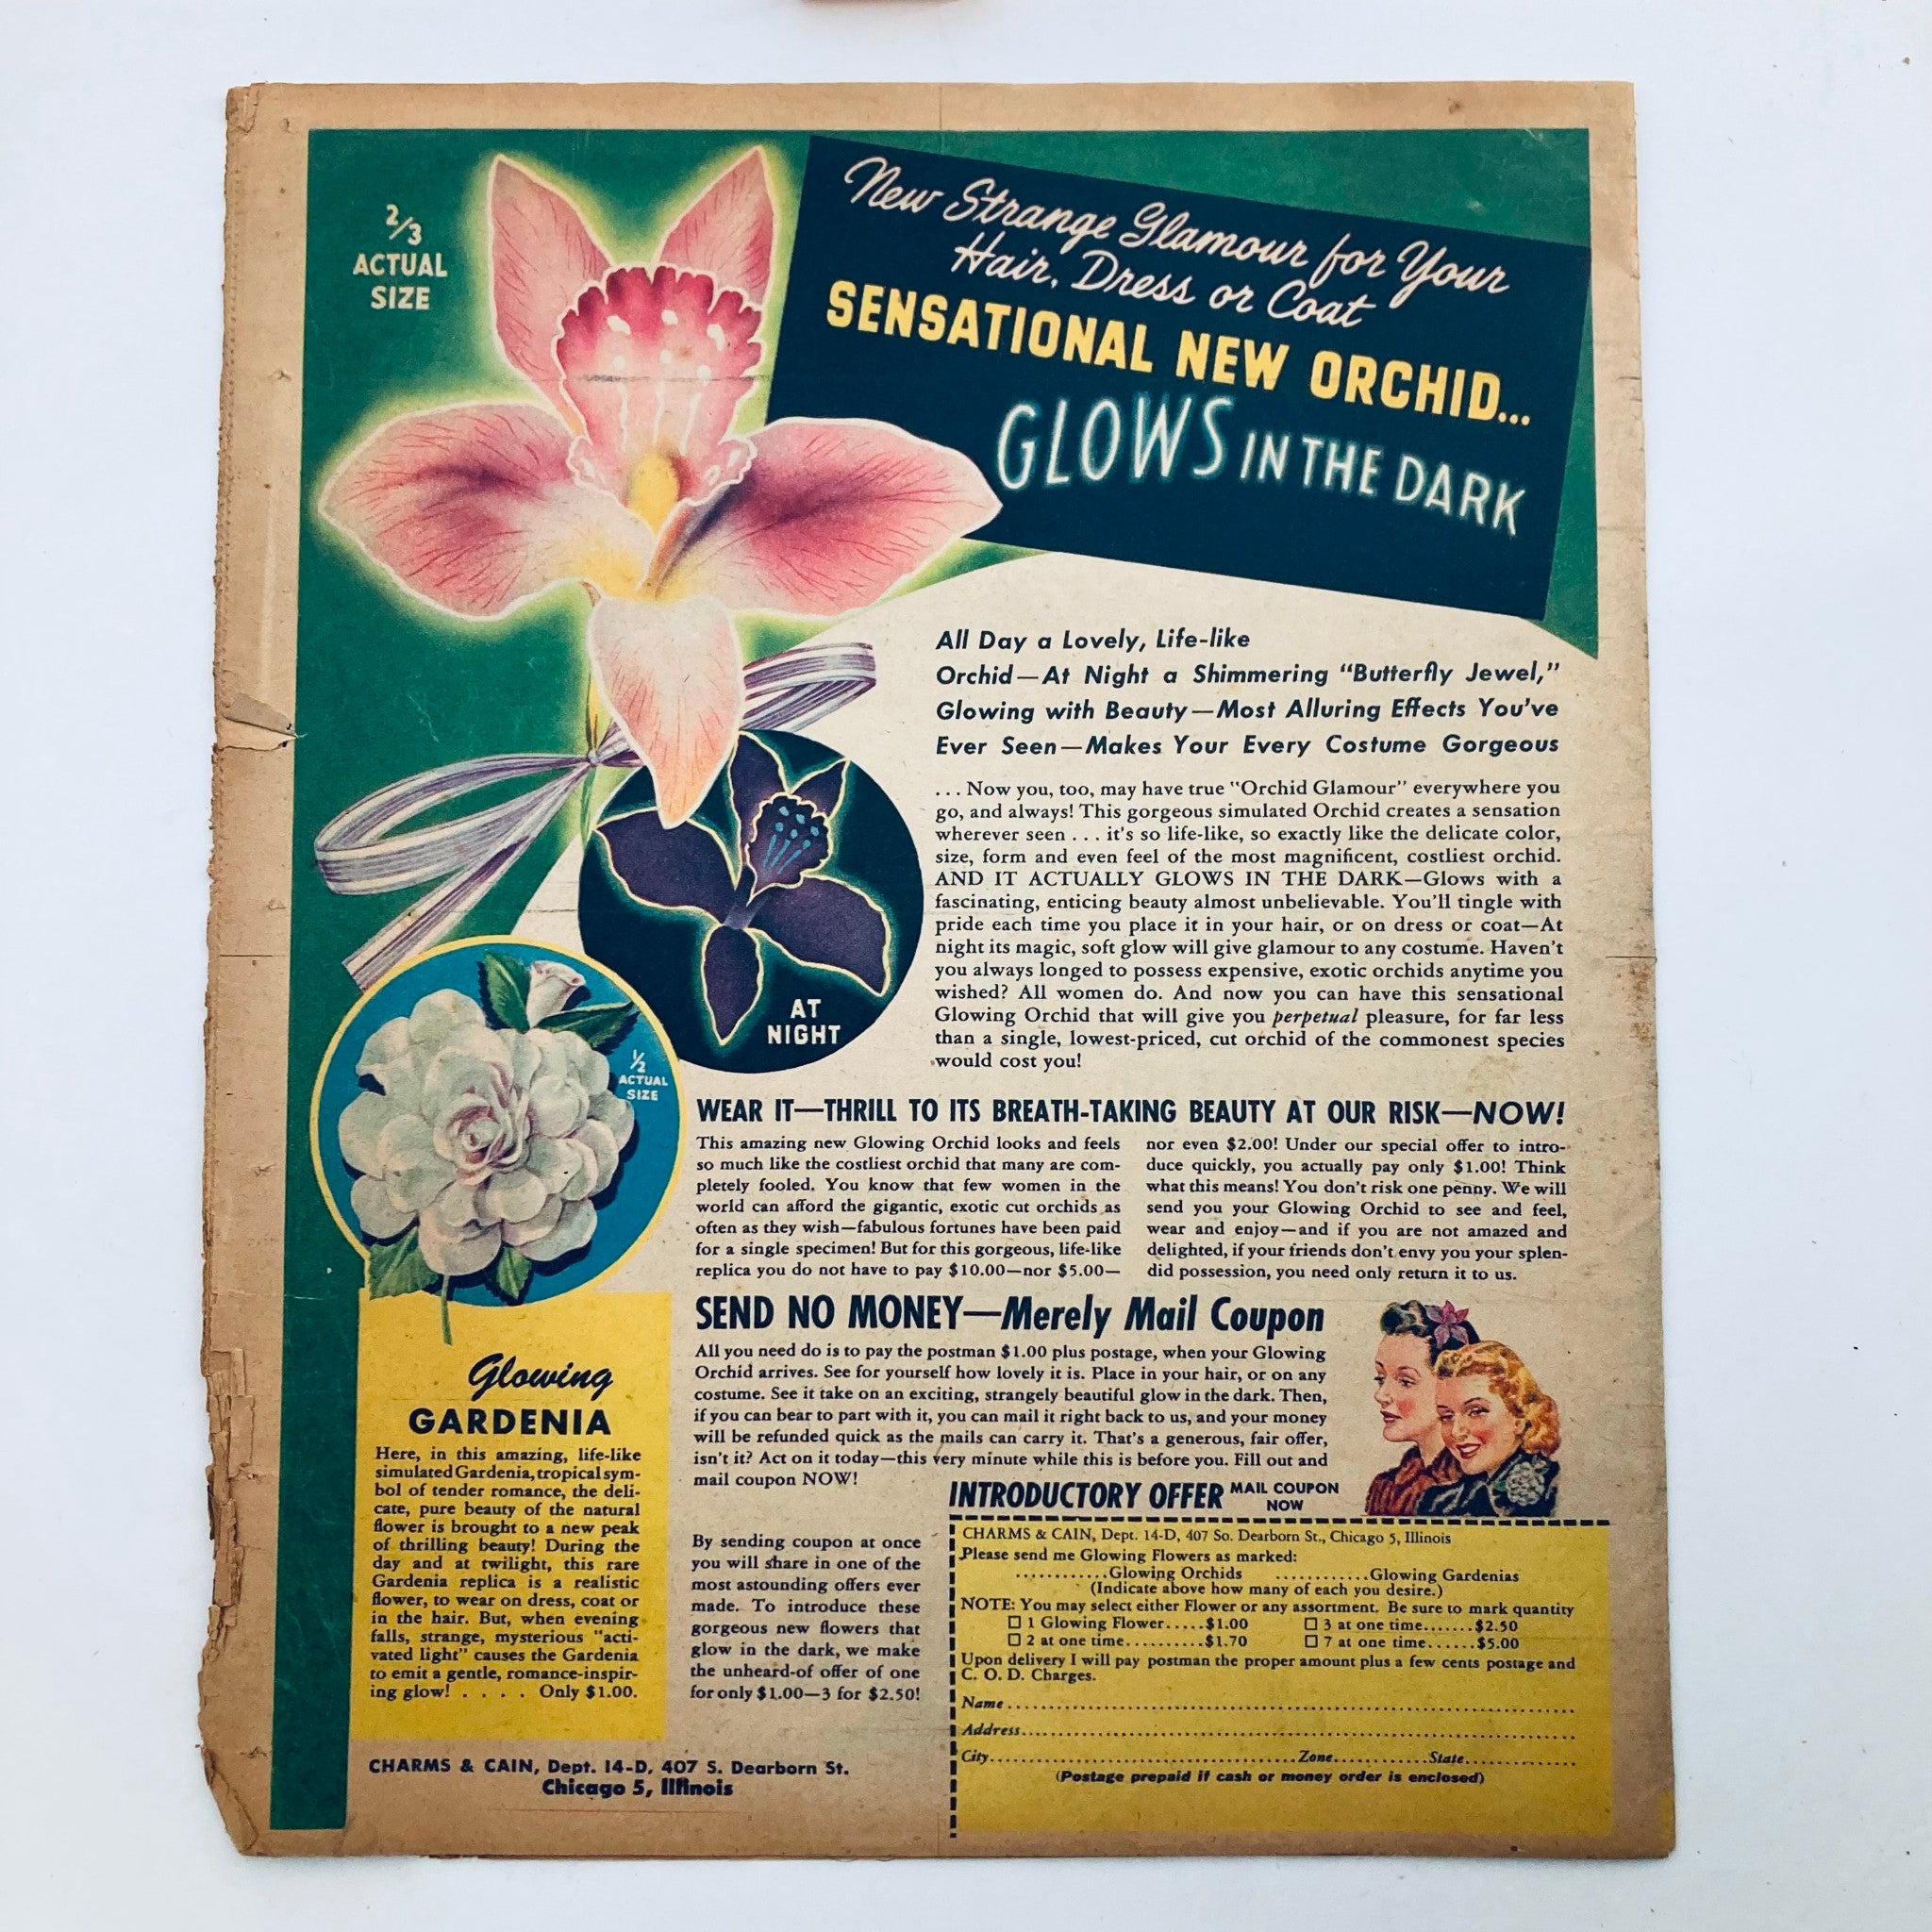 2/3
ACTUAL
SIZE
New Strange Glamour for Your
Hair, Dress or Coat
SENSATIONAL NEW ORCHID...
GLOWS IN THE DARK
All Day a Lovely, Life-like
Orchid—At Night a Shimmering "Butterfly Jewel,"
Glowing with Beauty—Most Alluring Effects You've
Ever Seen—Makes Your Every Costume Gorgeous
... Now you, too, may have true "Orchid Glamour" everywhere you
go, and always! This gorgeous simulated Orchid creates a sensation
wherever seen ... it's so life-like, so exactly like the delicate color,
size, form and even feel of the most magnificent, costliest orchid.
AND IT ACTUALLY GLOWS IN THE DARK—Glows with a
fascinating, enticing beauty almost unbelievable. You'll tingle with
pride each time you place it in your hair, or on dress or coat—At
night its magic, soft glow will give glamour to any costume. Haven't
you always longed to possess expensive, exotic orchids anytime you
wished? All women do. And now you can have this sensational
Glowing Orchid that will give you perpetual pleasure, for far less
than a single, lowest-priced, cut orchid of the commonest species
would cost you!
AT
NIGHT
1/2
ACTUAL
SIZE
WEAR IT—THRILL TO ITS BREATH-TAKING BEAUTY AT OUR RISK—NOW!
This amazing new Glowing Orchid looks and feels
so much like the costliest orchid that many are com-
pletely fooled. You know that few women in the
world can afford the gigantic, exotic cut orchids as
often as they wish—fabulous fortunes have been paid
for a single specimen! But for this gorgeous, life-like
replica you do not have to pay $10.00—nor $5.00—
nor even $2.00! Under our special offer to intro-
duce quickly, you actually pay only $1.00! Think
what this means! You don't risk one penny. We will
send you your Glowing Orchid to see and feel,
wear and enjoy—and if you are not amazed and
delighted, if your friends don't envy you your splen-
did possession, you need only return it to us.
SEND NO MONEY—Merely Mail Coupon
All you need do is to pay the postman $1.00 plus postage, when your Glowing
Orchid arrives. See for yourself how lovely it is. Place in your hair, or on any
costume. See it take on an exciting, strangely beautiful glow in the dark. Then,
if you can bear to part with it, you can mail it right back to us, and your money
will be refunded quick as the mails can carry it. That's a generous, fair offer,
isn't it? Act on it today—this very minute while this is before you. Fill out and
mail coupon NOW!
Glowing
GARDENIA
Here, in this amazing, life-like
simulated Gardenia, tropical sym-
bol of tender romance, the deli-
cate, pure beauty of the natural
flower is brought to a new peak
of thrilling beauty! During the
day and at twilight, this rare
Gardenia replica is a realistic
flower, to wear on dress, coat or
in the hair. But, when evening
falls, strange, mysterious "acti-
vated light" causes the Gardenia
to emit a gentle, romance-inspir-
ing glow! . . . . Only $1.00.
By sending coupon at once
you will share in one of the
most astounding offers ever
made. To introduce these
gorgeous new flowers that
glow in the dark, we make
the unheard-of offer of one
for only $1.00—3 for $2.50!
CHARMS & CAIN, Dept. 14-D, 407 S. Dearborn St.
Chicago 5, Illinois
INTRODUCTORY OFFER MAIL COUPON
NOW
CHARMS & CAIN, Dept. 14-D, 407 So. Dearborn St., Chicago 5, Illinois
Please send me Glowing Flowers as marked:
............Glowing Orchids ............Glowing Gardenias
(Indicate above how many of each you desire.)
NOTE: You may select either Flower or any assortment. Be sure to mark quantity
☐ 1 Glowing Flower.....$1.00 ☐ 3 at one time.......$2.50
☐ 2 at one time..........$1.70 ☐ 7 at one time......$5.00
Upon delivery I will pay postman the proper amount plus a few cents postage and
C. O. D. Charges.
Name..........
Address..........
City..........Zone..........State..........
(Postage prepaid if cash or money order is enclosed)